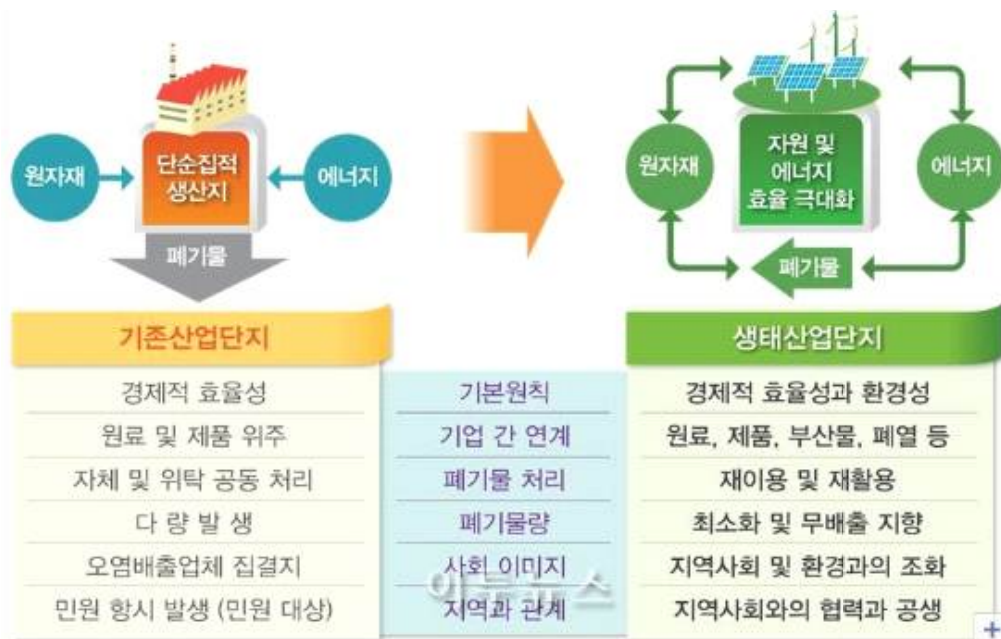 원자재
단순집적
생산지
에너지
폐기물
원자재
자원 및
에너지
효율 극대화
에너지
폐기물
기존산업단지
생태산업단지
경제적 효율성 기본원칙 경제적 효율성과 환경성
원료 및 제품 위주 기업 간 연계 원료, 제품, 부산물, 폐열 등
자체 및 위탁 공동 처리 폐기물 처리 재이용 및 재활용
다 량 발 생 폐기물량 최소화 및 무배출 지향
오염배출업체 집결지 사회 이미지 지역사회 및 환경과의 조화
이투뉴스
민원 항시 발생 (민원 대상) 지역과 관계 지역사회와의 협력과 공생